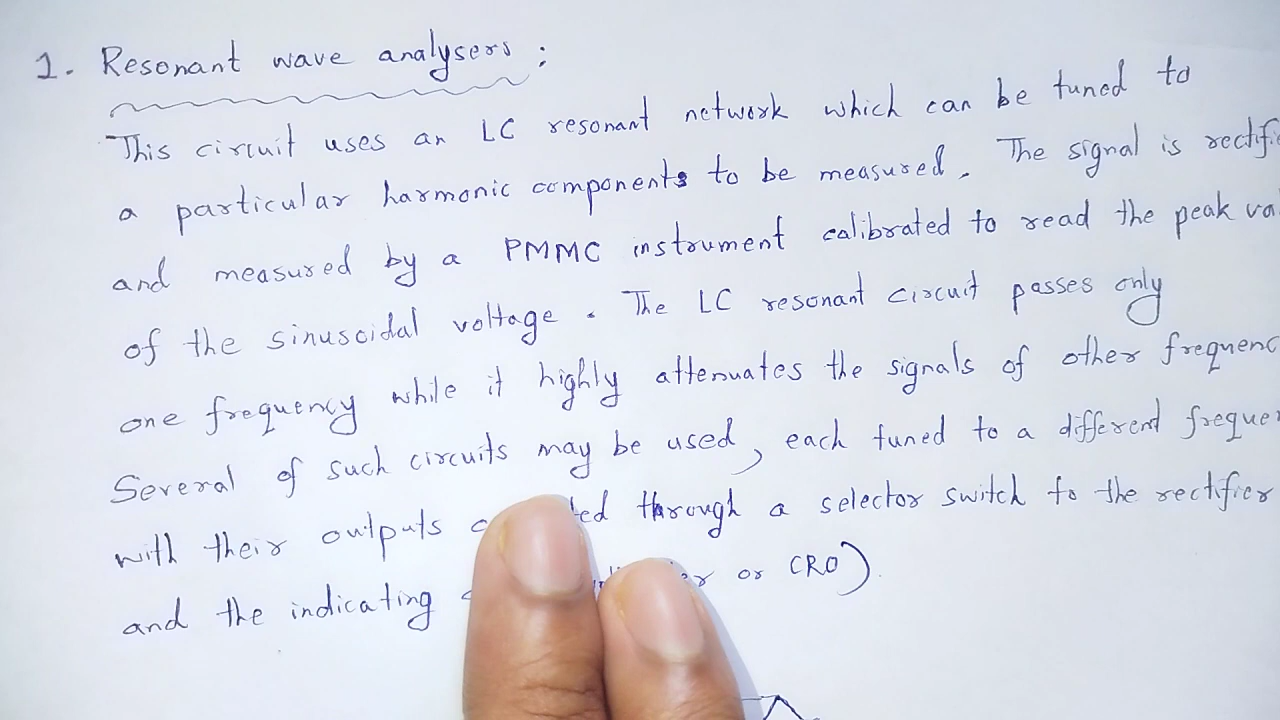 1. Resonant wave analysers :
This circuit uses an LC resonant network which can be tuned to
a particular harmonic components to be measured. The signal is rectifi
and measured by a PMMC instrument calibrated to read the peak va
of the sinusoidal voltage. The LC resonant circuit passes only
one frequency while it highly attenuates the signals of other frequenc
Several of such circuits may be used, each tuned to a different freque
with their outputs through a selector switch to the rectifier
and the indicating or CRO)